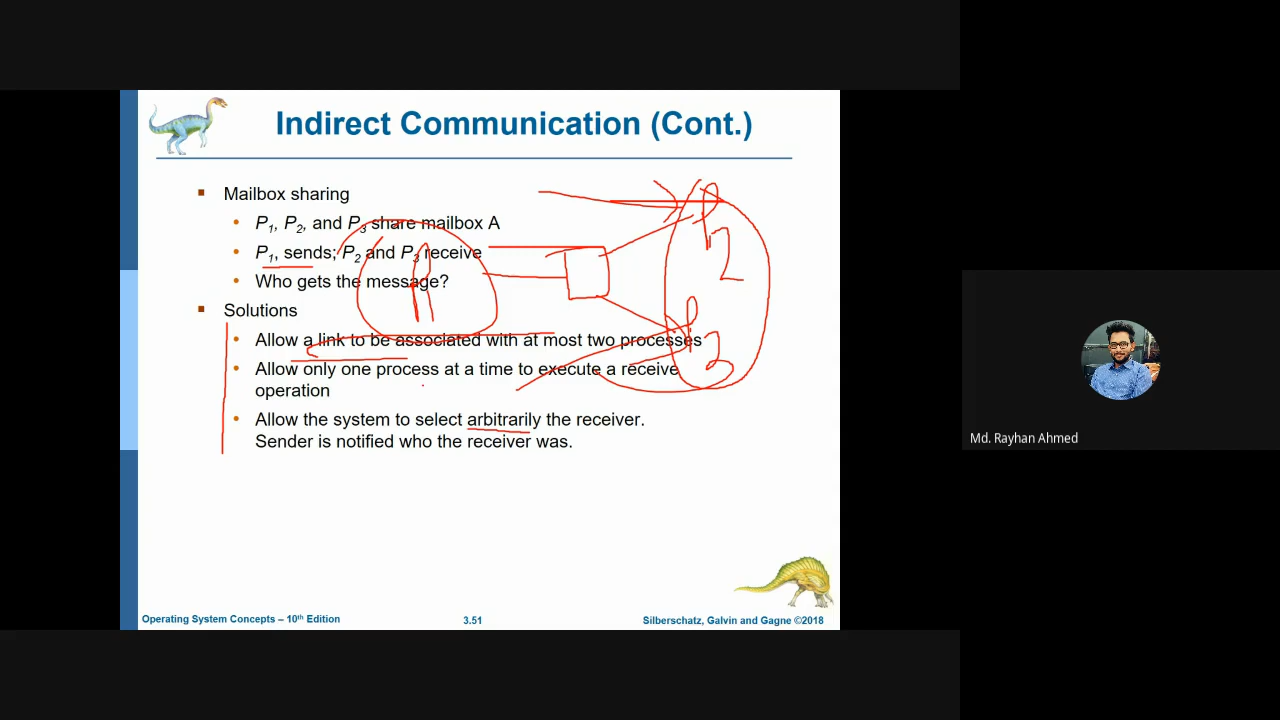 Indirect Communication (Cont.)
▪ Mailbox sharing
• P1, P2, and P3 share mailbox A
• P1, sends; P2 and P3 receive
• Who gets the message?
▪ Solutions
• Allow a link to be associated with at most two processes
• Allow only one process at a time to execute a receive
operation
• Allow the system to select arbitrarily the receiver.
Sender is notified who the receiver was.
P1
P2
P3
Operating System Concepts – 10th Edition
3.51
Silberschatz, Galvin and Gagne ©2018
Md. Rayhan Ahmed